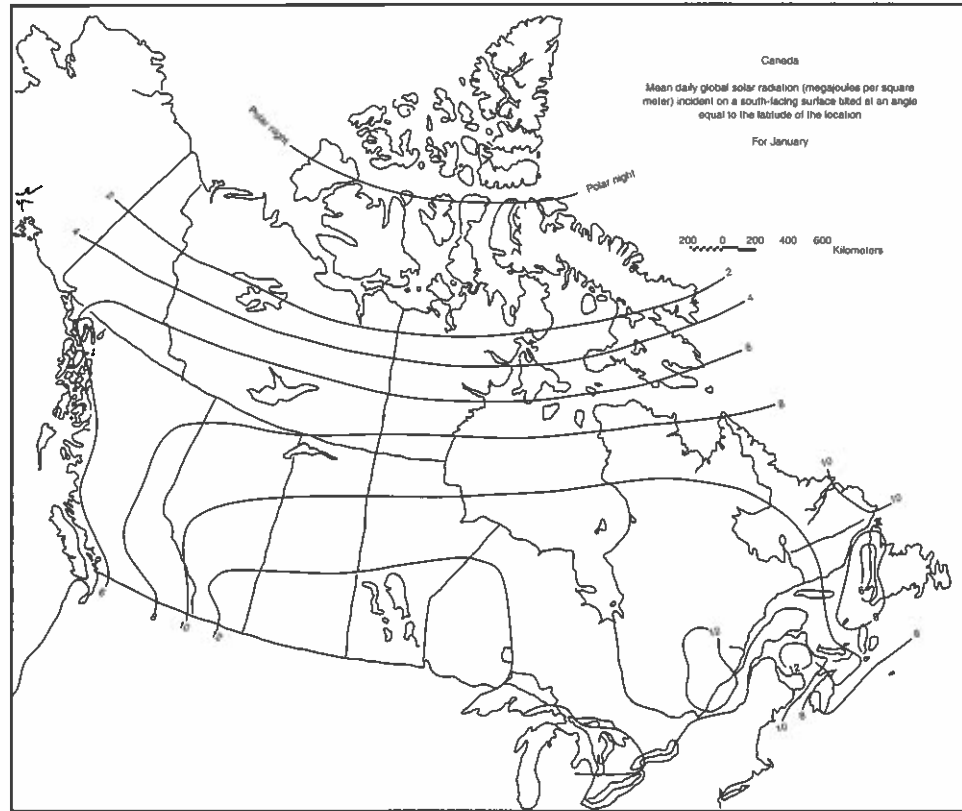 Canada
Mean daily global solar radiation (megajoules per square
meter) incident on a south-facing surface tilted at an angle
equal to the latitude of the location
For January
Polar night
Polar night
200 0 200 400 600
Kilometers
2
4
2
4
6
8
10
10
6
8
10
12
12
12
10
8
8